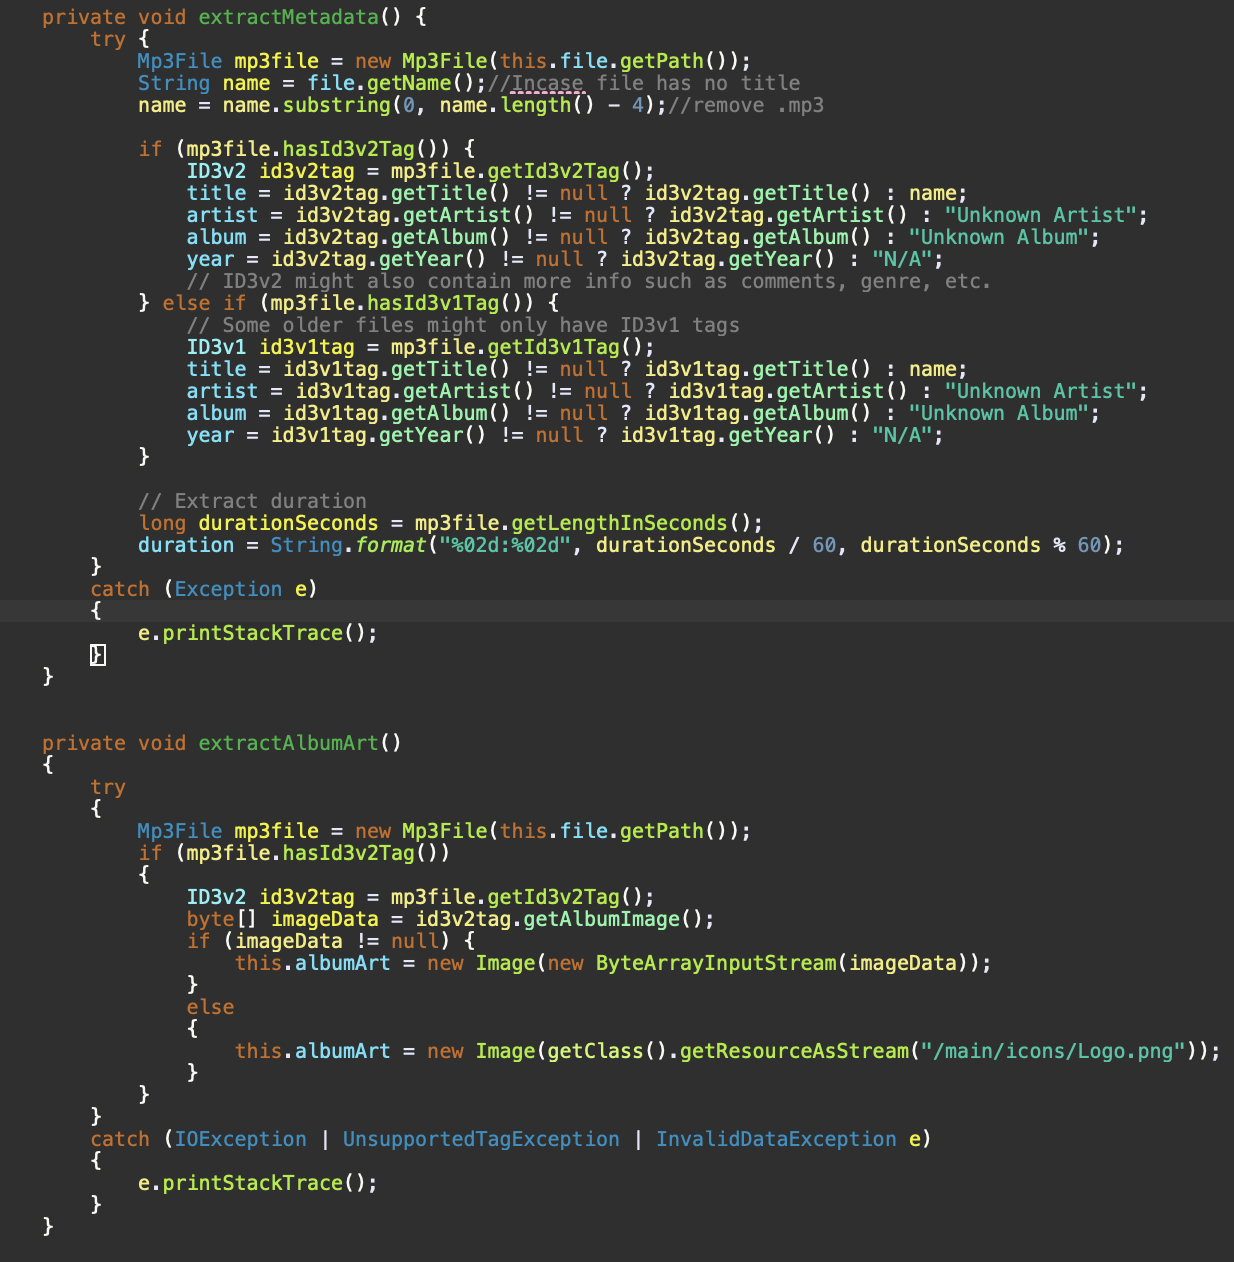 private void extractMetadata() {
try {
Mp3File mp3file = new Mp3File(this.file.getPath());
String name = file.getName();//Incase file has no title
name = name.substring(0, name.length() - 4);//remove .mp3
if (mp3file.hasId3v2Tag()) {
ID3v2 id3v2tag = mp3file.getId3v2Tag();
title = id3v2tag.getTitle() != null ? id3v2tag.getTitle() : name;
artist = id3v2tag.getArtist() != null ? id3v2tag.getArtist() : "Unknown Artist";
album = id3v2tag.getAlbum() != null ? id3v2tag.getAlbum() : "Unknown Album";
year = id3v2tag.getYear() != null ? id3v2tag.getYear() : "N/A";
// ID3v2 might also contain more info such as comments, genre, etc.
} else if (mp3file.hasId3v1Tag()) {
// Some older files might only have ID3v1 tags
ID3v1 id3v1tag = mp3file.getId3v1Tag();
title = id3v1tag.getTitle() != null ? id3v1tag.getTitle() : name;
artist = id3v1tag.getArtist() != null ? id3v1tag.getArtist() : "Unknown Artist";
album = id3v1tag.getAlbum() != null ? id3v1tag.getAlbum() : "Unknown Album";
year = id3v1tag.getYear() != null ? id3v1tag.getYear() : "N/A";
}
// Extract duration
long durationSeconds = mp3file.getLengthInSeconds();
duration = String.format("%02d:%02d", durationSeconds / 60, durationSeconds % 60);
}
catch (Exception e)
{
e.printStackTrace();
}
}
private void extractAlbumArt()
{
try
{
Mp3File mp3file = new Mp3File(this.file.getPath());
if (mp3file.hasId3v2Tag())
{
ID3v2 id3v2tag = mp3file.getId3v2Tag();
byte[] imageData = id3v2tag.getAlbumImage();
if (imageData != null) {
this.albumArt = new Image(new ByteArrayInputStream(imageData));
}
else
{
this.albumArt = new Image(getClass().getResourceAsStream("/main/icons/Logo.png"));
}
}
}
catch (IOException | UnsupportedTagException | InvalidDataException e)
{
e.printStackTrace();
}
}